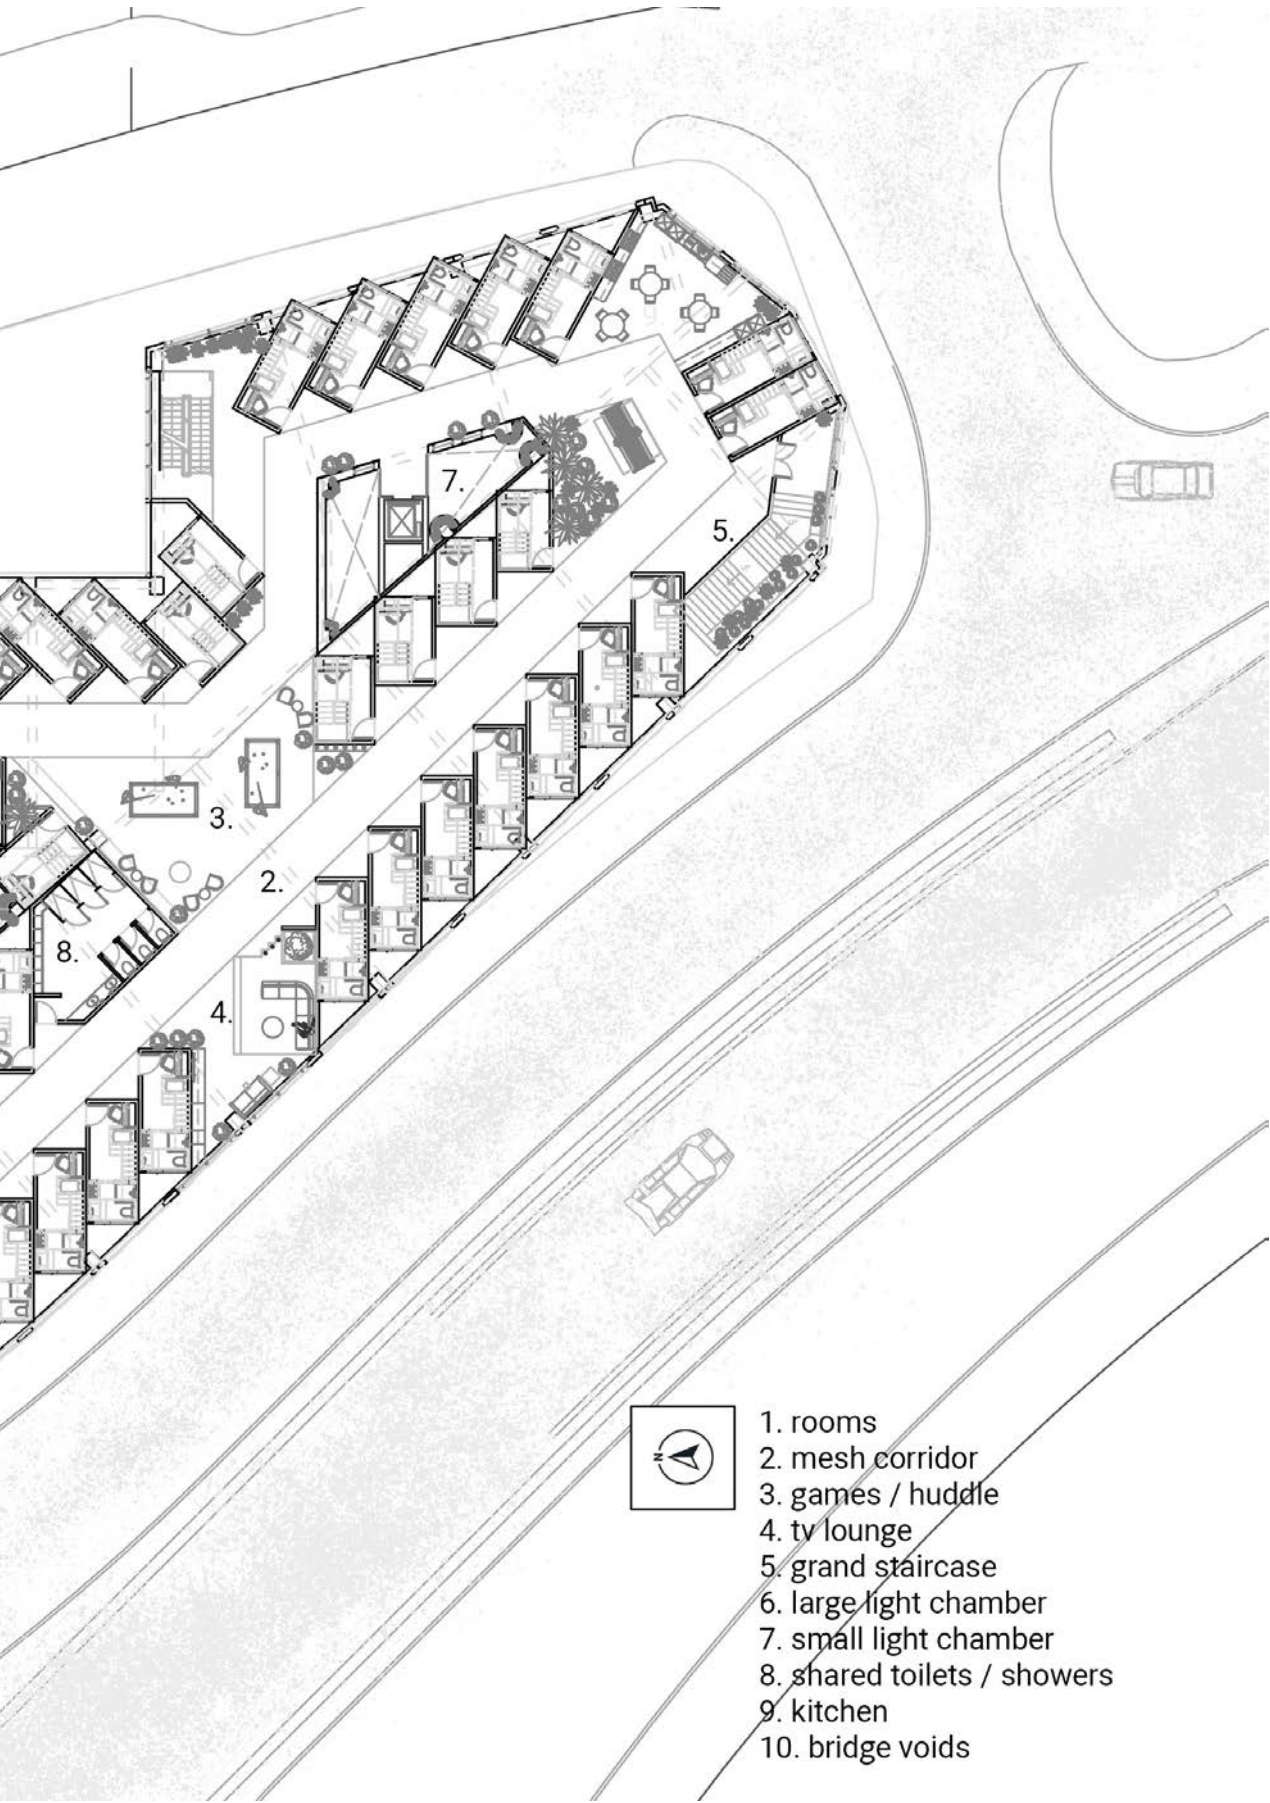 7.
5.
3.
2.
8.
4.
N
1. rooms
2. mesh corridor
3. games / huddle
4. tv lounge
5. grand staircase
6. large light chamber
7. small light chamber
8. shared toilets / showers
9. kitchen
10. bridge voids